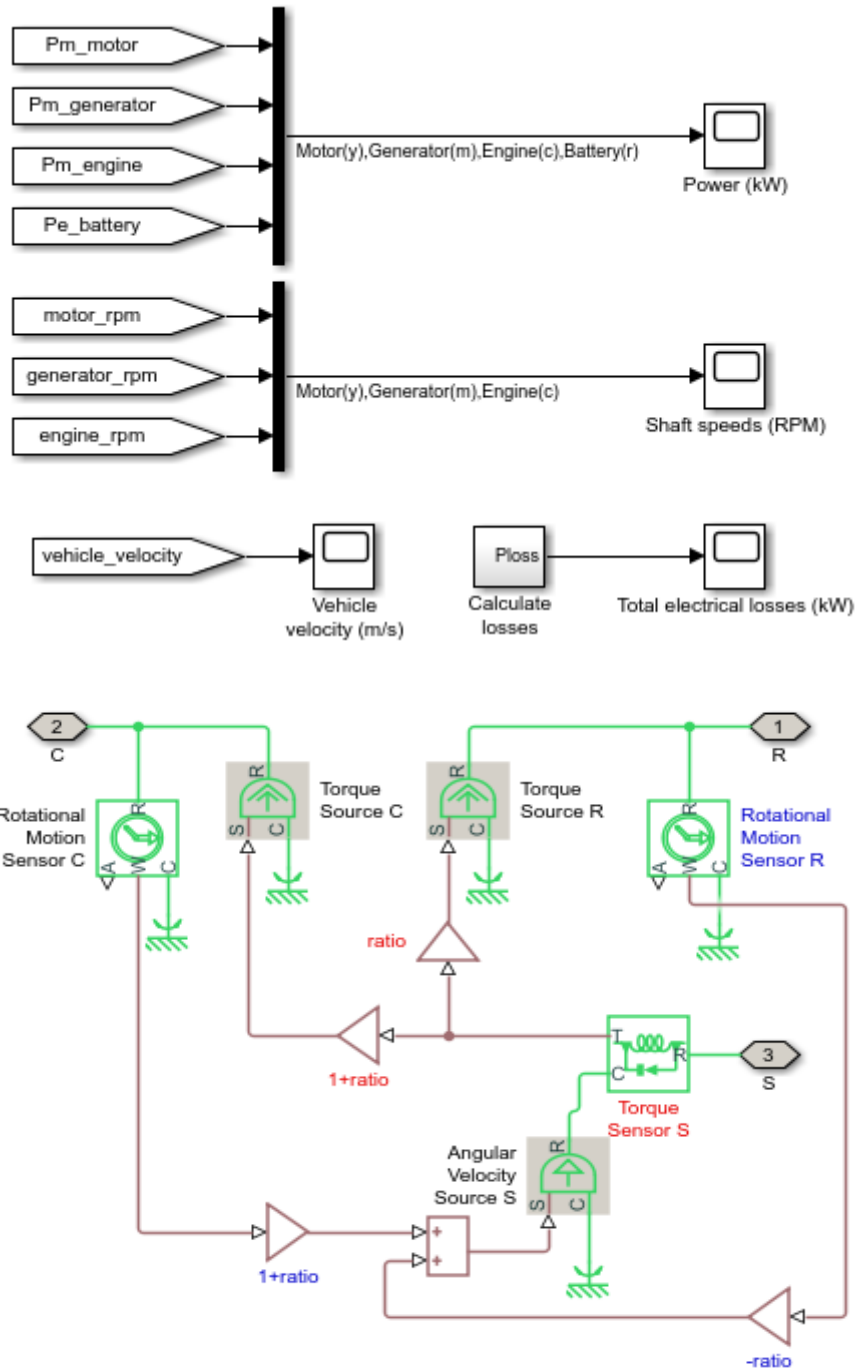 Pm_motor
Pm_generator
Pm_engine
Pe_battery
Motor(y),Generator(m),Engine(c),Battery(r)
Power (kW)
motor_rpm
generator_rpm
engine_rpm
Motor(y),Generator(m),Engine(c)
Shaft speeds (RPM)
vehicle_velocity
Vehicle
velocity (m/s)
Ploss
Calculate
losses
Total electrical losses (kW)
2
C
1
R
R
A
W
C
Rotational
Motion
Sensor C
R
S
C
Torque
Source C
R
S
C
Torque
Source R
R
A
W
C
Rotational
Motion
Sensor R
ratio
1+ratio
T
R
C
Torque
Sensor S
3
S
Angular
Velocity
Source S
R
S
C
1+ratio
+
+
-ratio